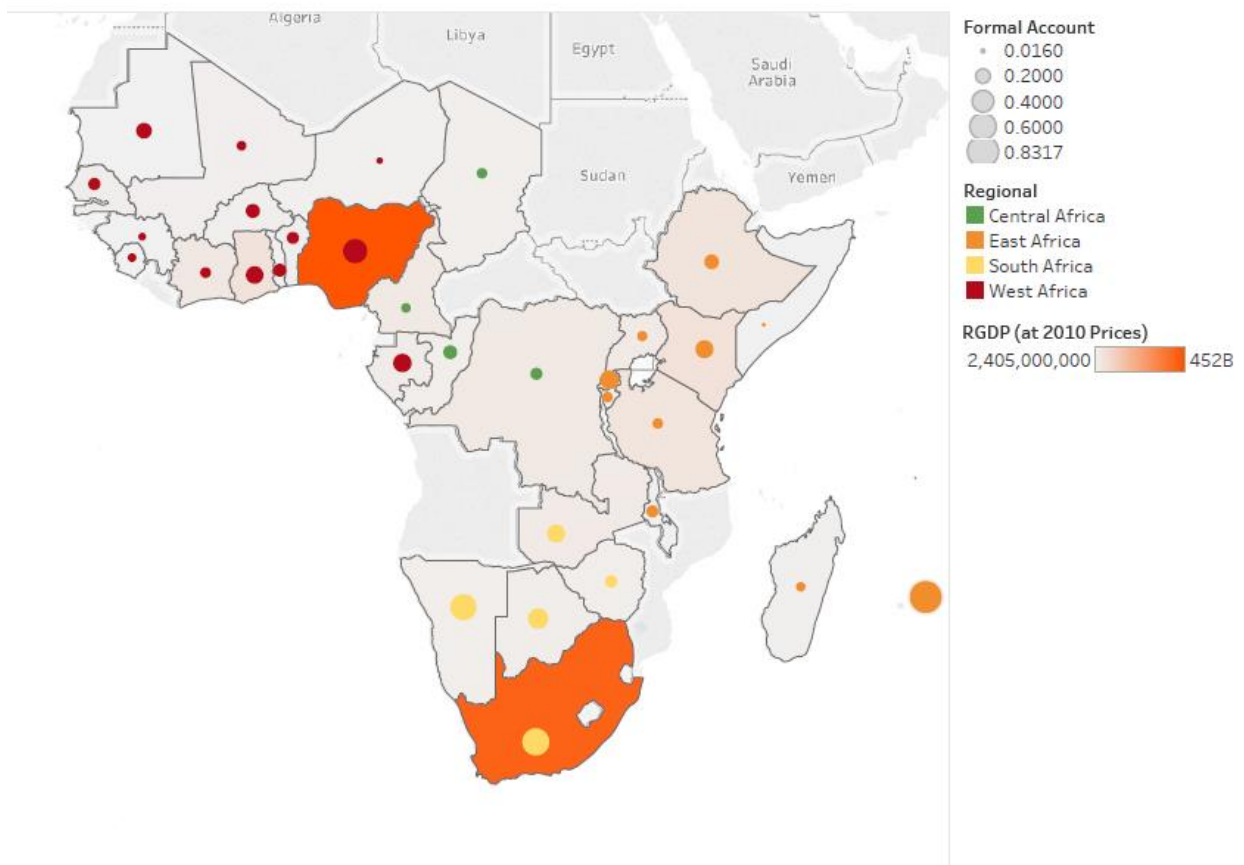 Algeria
Libya
Egypt
Saudi
Arabia
Sudan
Yemen
Formal Account
0.0160
0.2000
0.4000
0.6000
0.8317
Regional
Central Africa
East Africa
South Africa
West Africa
RGDP (at 2010 Prices)
2,405,000,000 452B